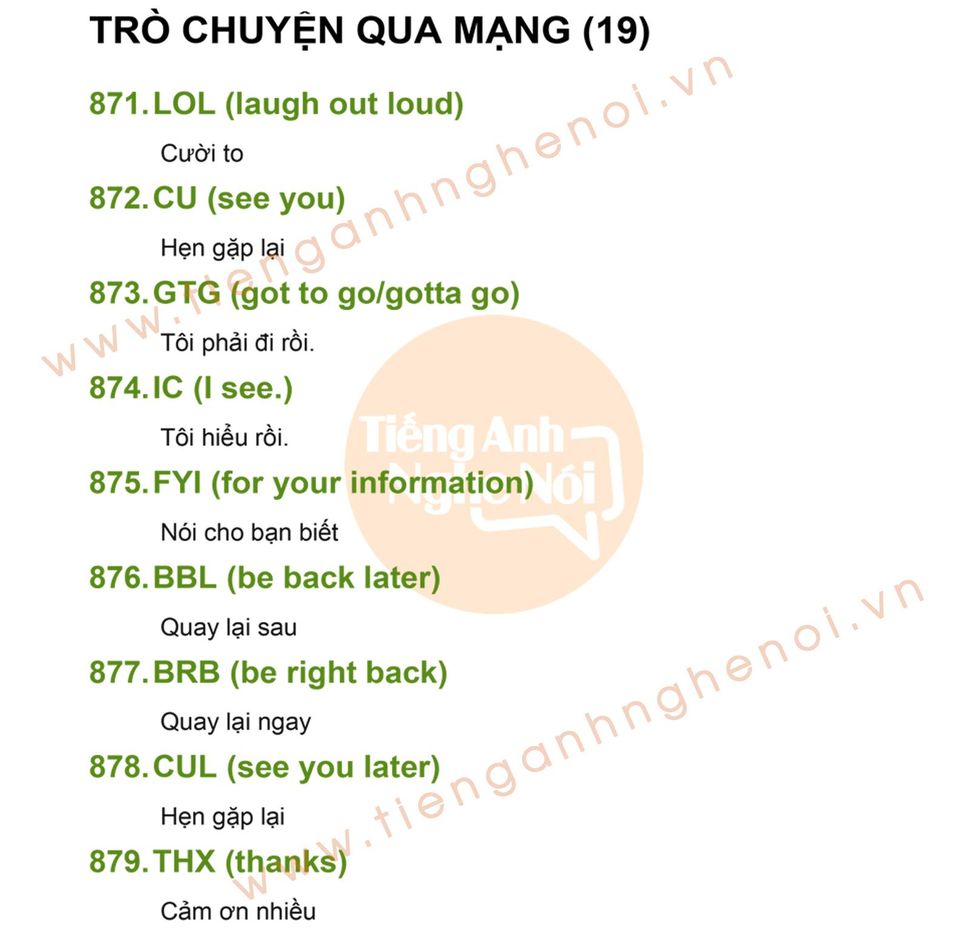 TRÒ CHUYỆN QUA MẠNG (19)
871. LOL (laugh out loud)
Cười to
872. CU (see you)
Hẹn gặp lại
873. GTG (got to go/gotta go)
Tôi phải đi rồi.
874. IC (I see.)
Tôi hiểu rồi.
875. FYI (for your information)
Nói cho bạn biết
876. BBL (be back later)
Quay lại sau
877. BRB (be right back)
Quay lại ngay
878. CUL (see you later)
Hẹn gặp lại
879. THX (thanks)
Cảm ơn nhiều
www.tienganhnghenoi.vn
Tiếng Anh
Nghe Nói
www.tienganhnghenoi.vn